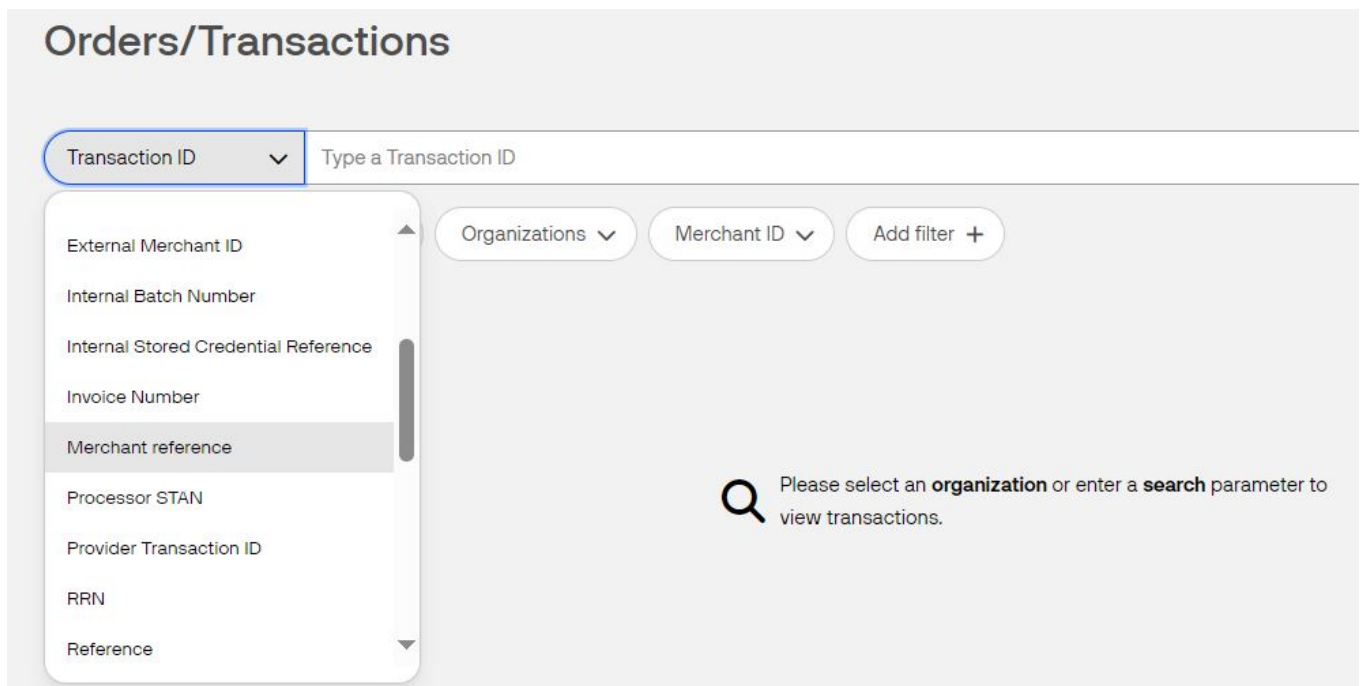 Orders/Transactions
Transaction ID
Type a Transaction ID
Organizations
Merchant ID
Add filter +
External Merchant ID
Internal Batch Number
Internal Stored Credential Reference
Invoice Number
Merchant reference
Processor STAN
Provider Transaction ID
RRN
Reference
Please select an organization or enter a search parameter to
view transactions.